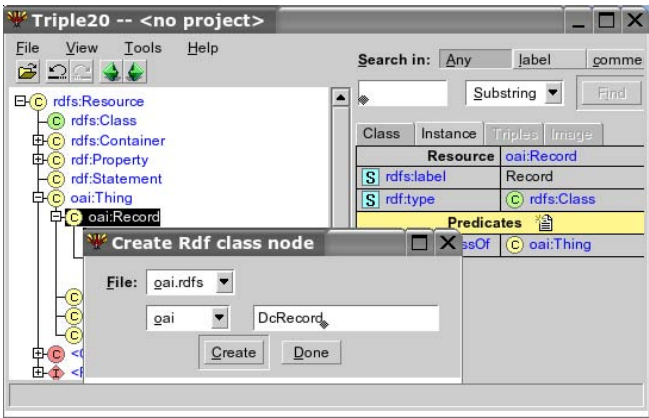 Triple20 -- <no project>
File View Tools Help
Search in: Any label comme
Substring Find
rdfs:Resource
rdfs:Class
rdfs:Container
rdf:Property
rdf:Statement
oai:Thing
oai:Record
Class Instance Triples Image
Resource oai:Record
S rdfs:label Record
S rdf:type C rdfs:Class
Predicates
ssOf C oai:Thing
Create Rdf class node
File: oai.rdfs
oai DcRecord
Create Done